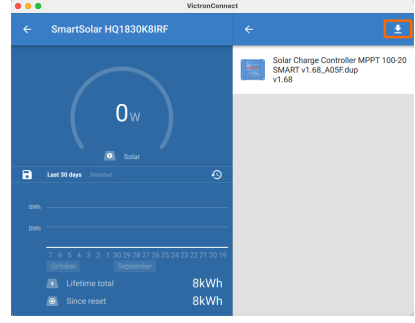 VictronConnect
SmartSolar HQ1830K8IRF
0W
Solar
Last 30 days Detailed
0Wh
0Wh
7 6 5 4 3 2 1 30 29 28 27 26 25 24 23 22 21 20 19
October September
Lifetime total 8kWh
Since reset 8kWh
Solar Charge Controller MPPT 100-20
SMART v1.68_A05F.dup
v1.68